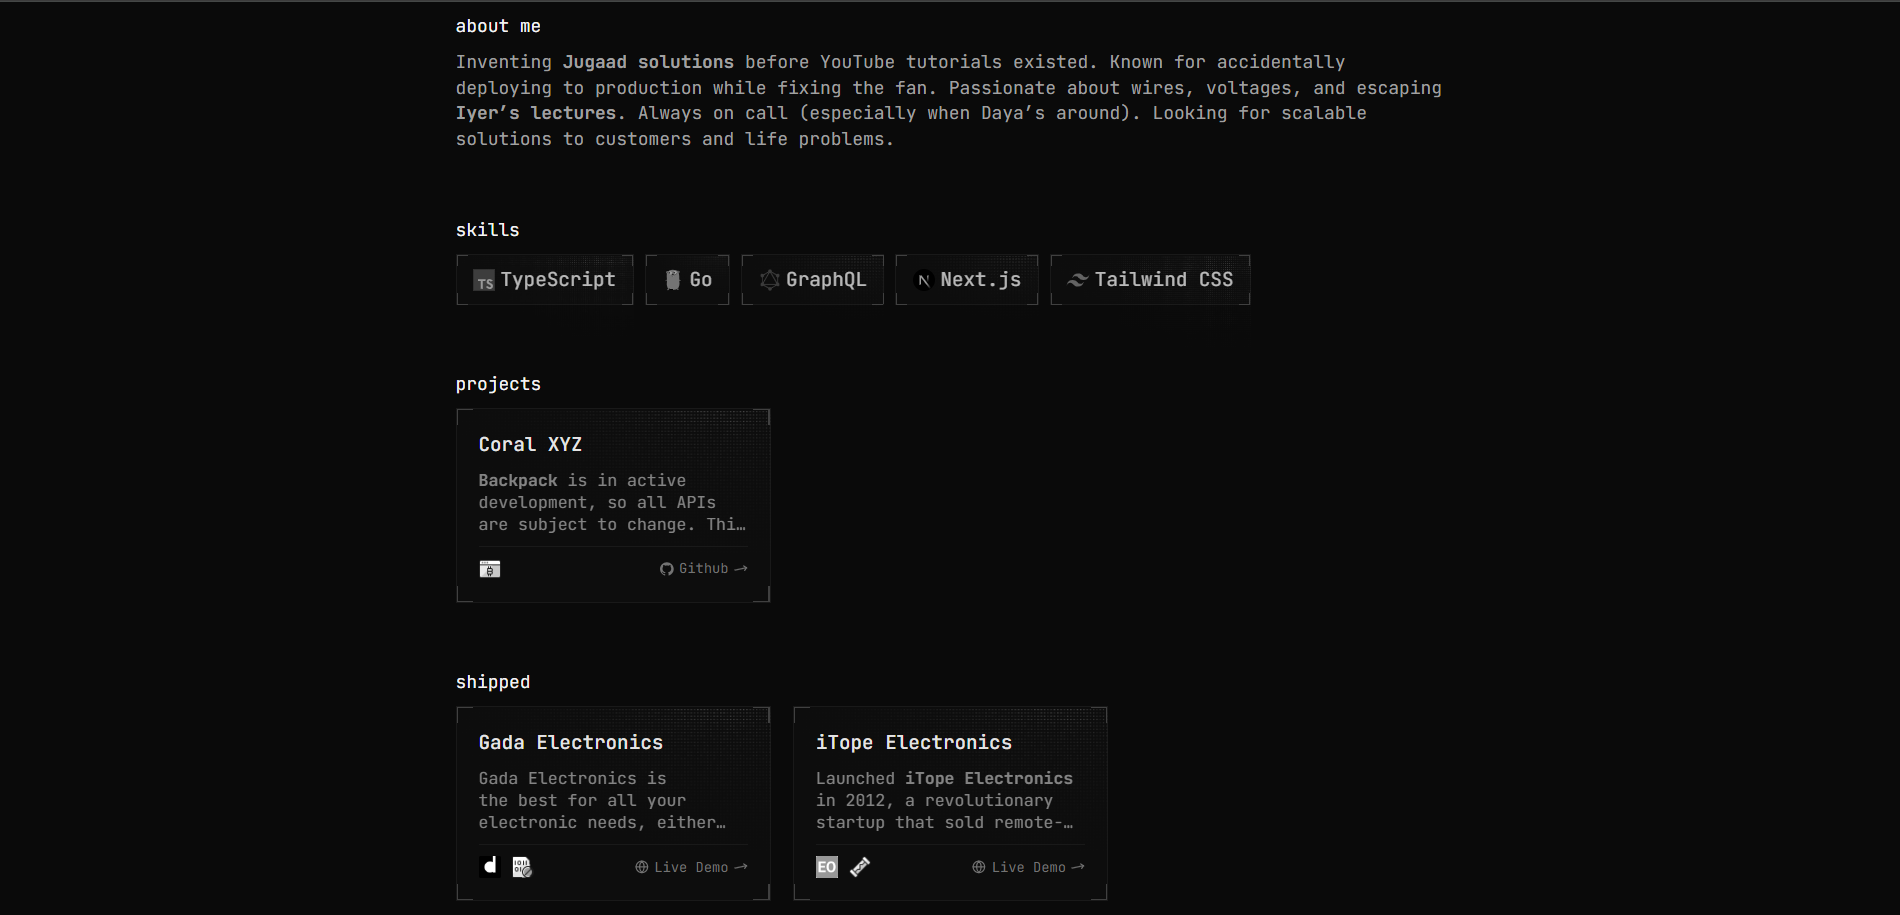 about me
Inventing Jugaad solutions before YouTube tutorials existed. Known for accidentally
deploying to production while fixing the fan. Passionate about wires, voltages, and escaping
Iyer’s lectures. Always on call (especially when Daya’s around). Looking for scalable
solutions to customers and life problems.
skills
TS TypeScript
Go
GraphQL
N Next.js
Tailwind CSS
projects
Coral XYZ
Backpack is in active
development, so all APIs
are subject to change. Thi…
Github →
shipped
Gada Electronics
Gada Electronics is
the best for all your
electronic needs, either…
d
Live Demo →
iTope Electronics
Launched iTope Electronics
in 2012, a revolutionary
startup that sold remote-…
EO
Live Demo →